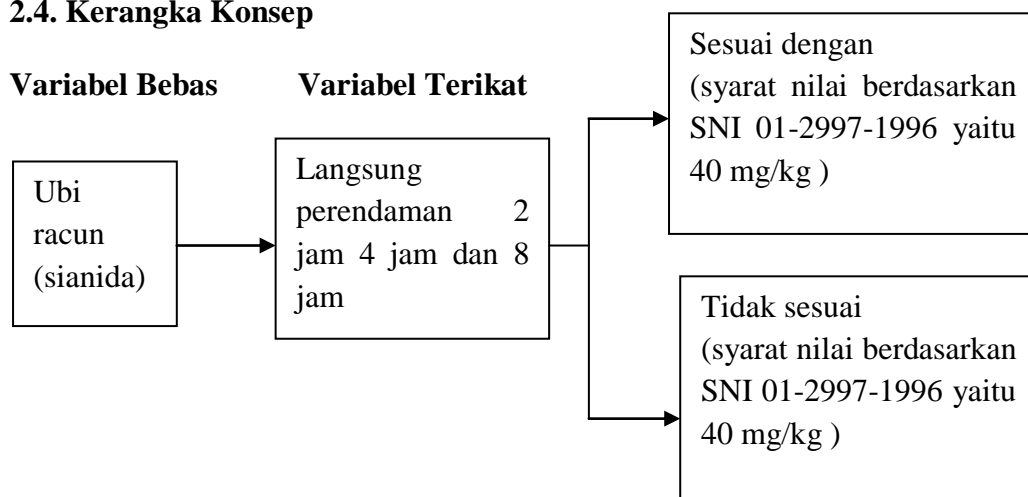 2.4. Kerangka Konsep
Variabel Bebas
Variabel Terikat
Ubi
racun
(sianida)
Langsung
perendaman 2
jam 4 jam dan 8
jam
Sesuai dengan
(syarat nilai berdasarkan
SNI 01-2997-1996 yaitu
40 mg/kg )
Tidak sesuai
(syarat nilai berdasarkan
SNI 01-2997-1996 yaitu
40 mg/kg )